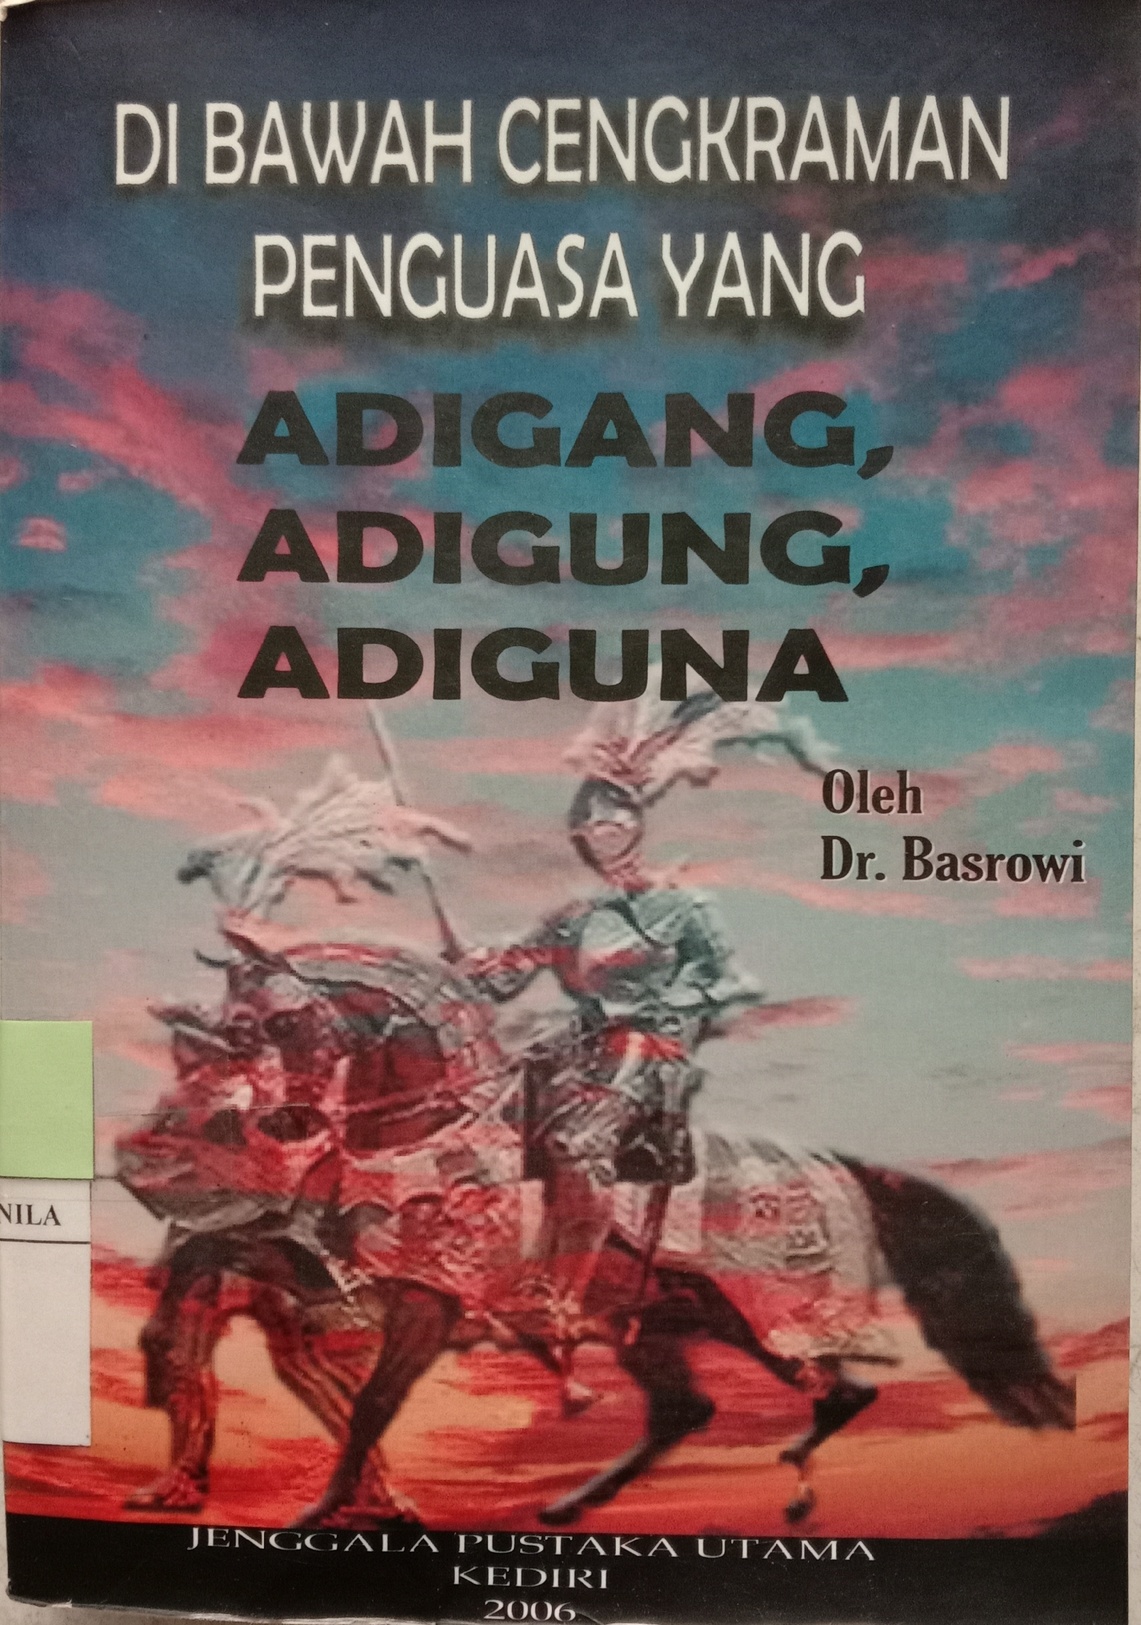 DI BAWAH CENGKRAMAN
PENGUASA YANG
ADIGANG,
ADIGUNG,
ADIGUNA
Oleh
Dr. Basrowi
NILA
JENGGALA PUSTAKA UTAMA
KEDIRI
2006